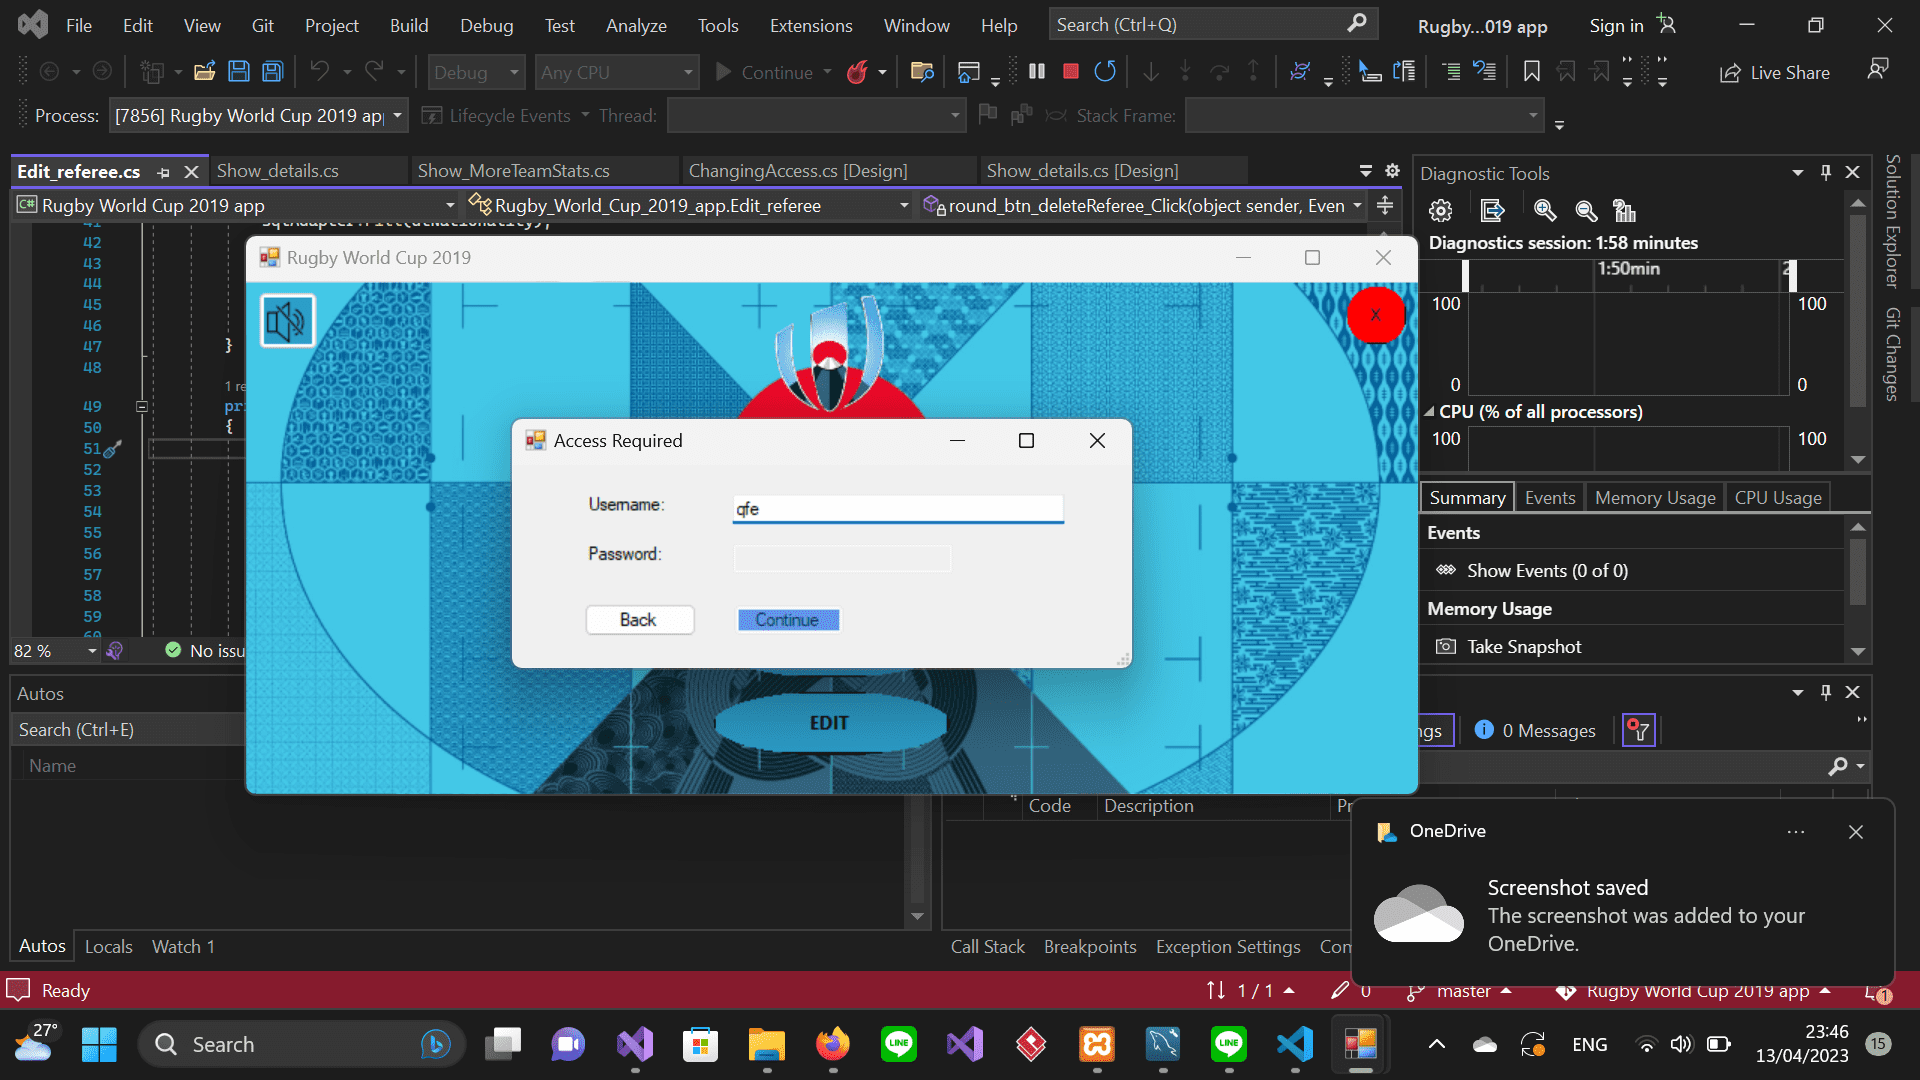 File Edit View Git Project Build Debug Test Analyze Tools Extensions Window Help Search (Ctrl+Q) Rugby...019 app Sign in
Debug Any CPU Continue Live Share
Process: [7856] Rugby World Cup 2019 ap Lifecycle Events Thread: Stack Frame:
Edit_referee.cs Show_details.cs Show_MoreTeamStats.cs ChangingAccess.cs [Design] Show_details.cs [Design]
Rugby World Cup 2019 app Rugby_World_Cup_2019_app.Edit_referee round_btn_deleteReferee_Click(object sender, Even
42
43
44
45
46
47 }
48
1 re
49 pri
50 {
51
52
53
54
55
56
57
58
59
60
82 % No issu
Rugby World Cup 2019
X
Access Required
Username: qfe
Password:
Back Continue
EDIT
Diagnostic Tools
Diagnostics session: 1:58 minutes
1:50min 2
100 100
0 0
CPU (% of all processors)
100 100
Summary Events Memory Usage CPU Usage
Events
Show Events (0 of 0)
Memory Usage
Take Snapshot
Solution Explorer
Git Changes
Autos
Search (Ctrl+E)
Name
Autos Locals Watch 1
ngs 0 Messages
Code Description Pr
Call Stack Breakpoints Exception Settings Com
OneDrive
Screenshot saved
The screenshot was added to your
OneDrive.
Ready 1 / 1 0 master Rugby World Cup 2019 app 1
27° Search LINE LINE ENG 23:46
13/04/2023 15